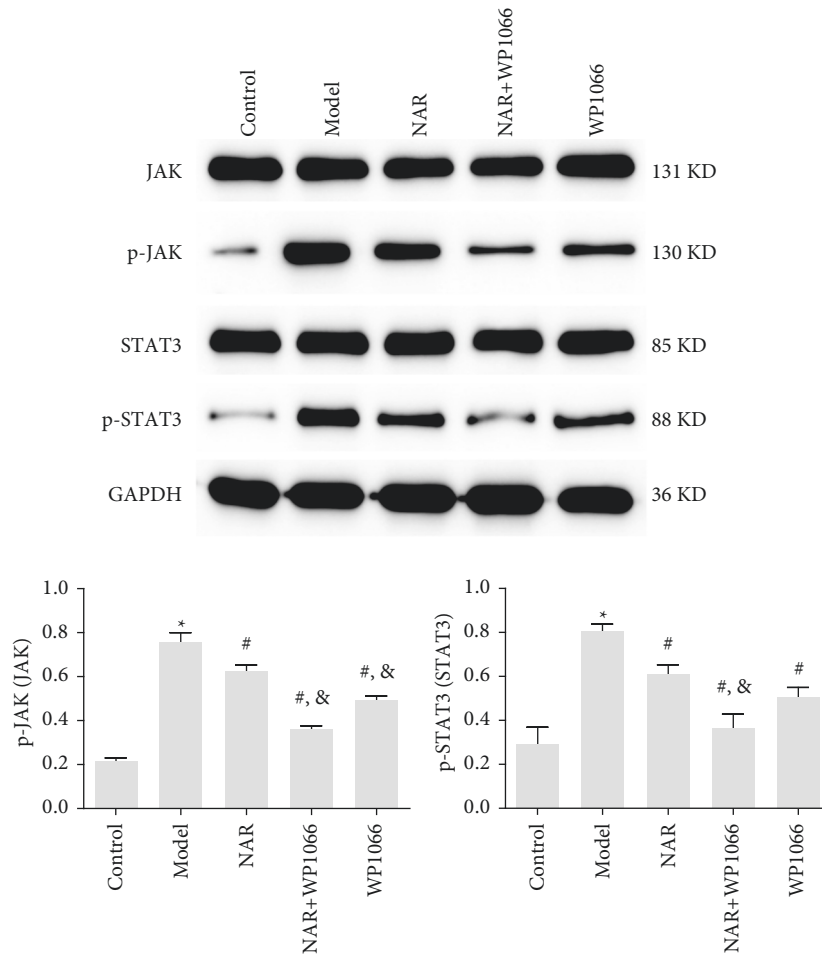 Control
Model
NAR
NAR+WP1066
WP1066
JAK
131 KD
p-JAK
130 KD
STAT3
85 KD
p-STAT3
88 KD
GAPDH
36 KD
p-JAK (JAK)
1.0
0.8
0.6
0.4
0.2
0.0
*
#
#, &
#, &
Control
Model
NAR
NAR+WP1066
WP1066
p-STAT3 (STAT3)
1.0
0.8
0.6
0.4
0.2
0.0
*
#
#, &
#
Control
Model
NAR
NAR+WP1066
WP1066